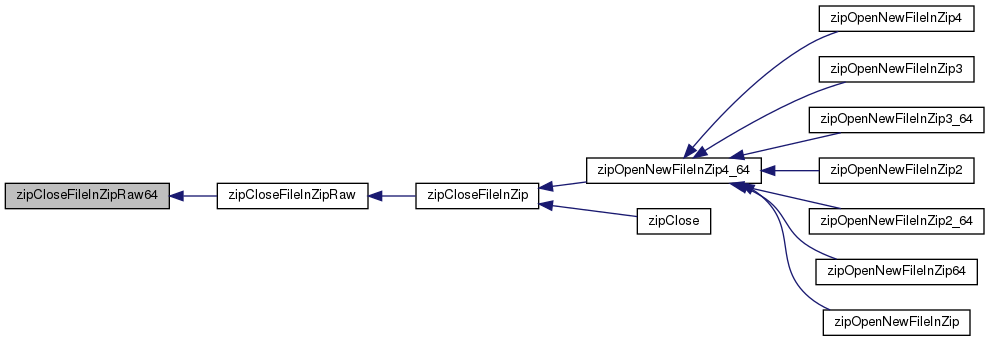 zipCloseFileInZipRaw64
zipCloseFileInZipRaw
zipCloseFileInZip
zipOpenNewFileInZip4_64
zipClose
zipOpenNewFileInZip4
zipOpenNewFileInZip3
zipOpenNewFileInZip3_64
zipOpenNewFileInZip2
zipOpenNewFileInZip2_64
zipOpenNewFileInZip64
zipOpenNewFileInZip